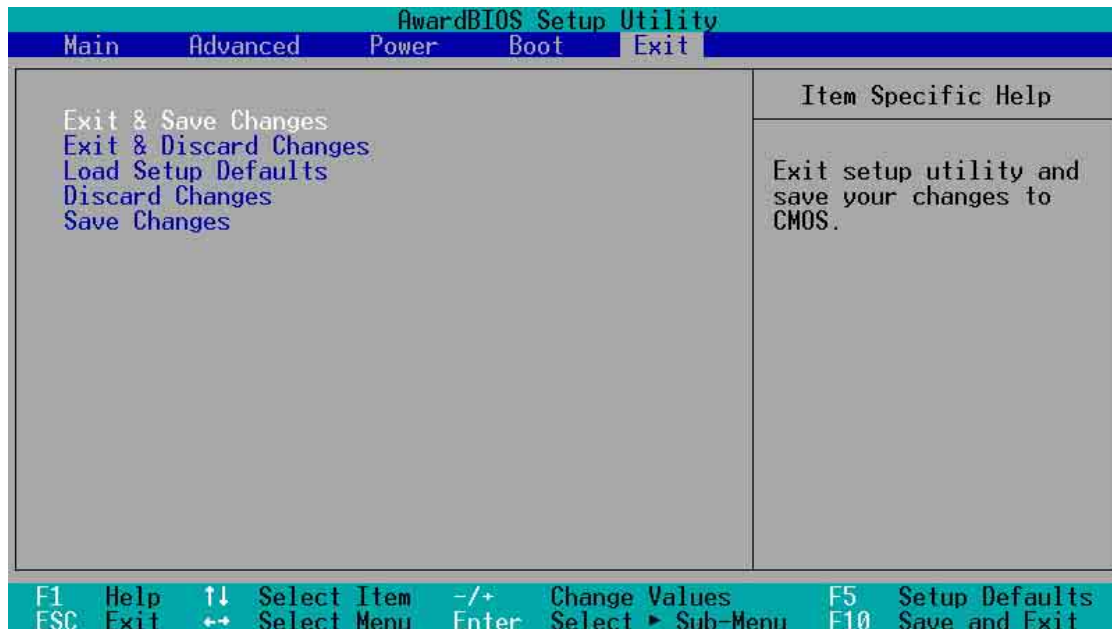 AwardBIOS Setup Utility
Main Advanced Power Boot Exit
Exit & Save Changes
Exit & Discard Changes
Load Setup Defaults
Discard Changes
Save Changes
Item Specific Help
Exit setup utility and
save your changes to
CMOS.
F1 Help ↑↓ Select Item -/+ Change Values F5 Setup Defaults
ESC Exit ←→ Select Menu Enter Select ► Sub-Menu F10 Save and Exit